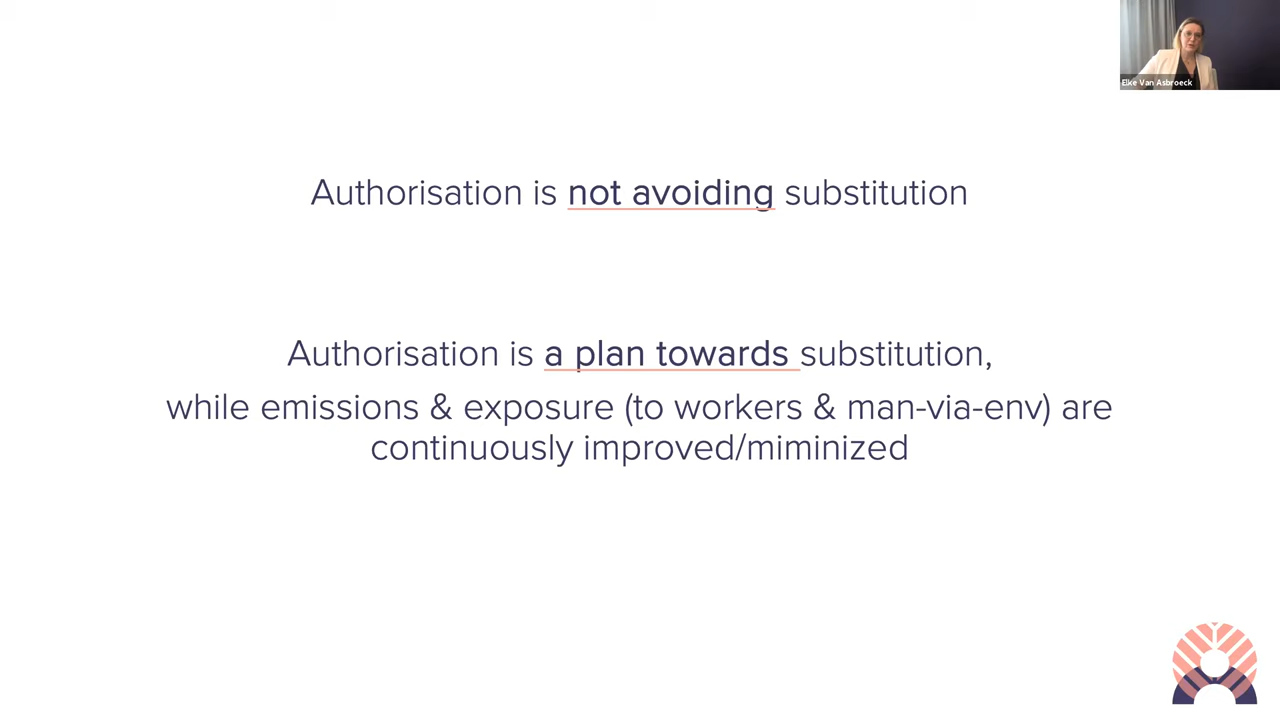 Elke Van Asbroeck
Authorisation is not avoiding substitution
Authorisation is a plan towards substitution,
while emissions & exposure (to workers & man-via-env) are
continuously improved/miminized